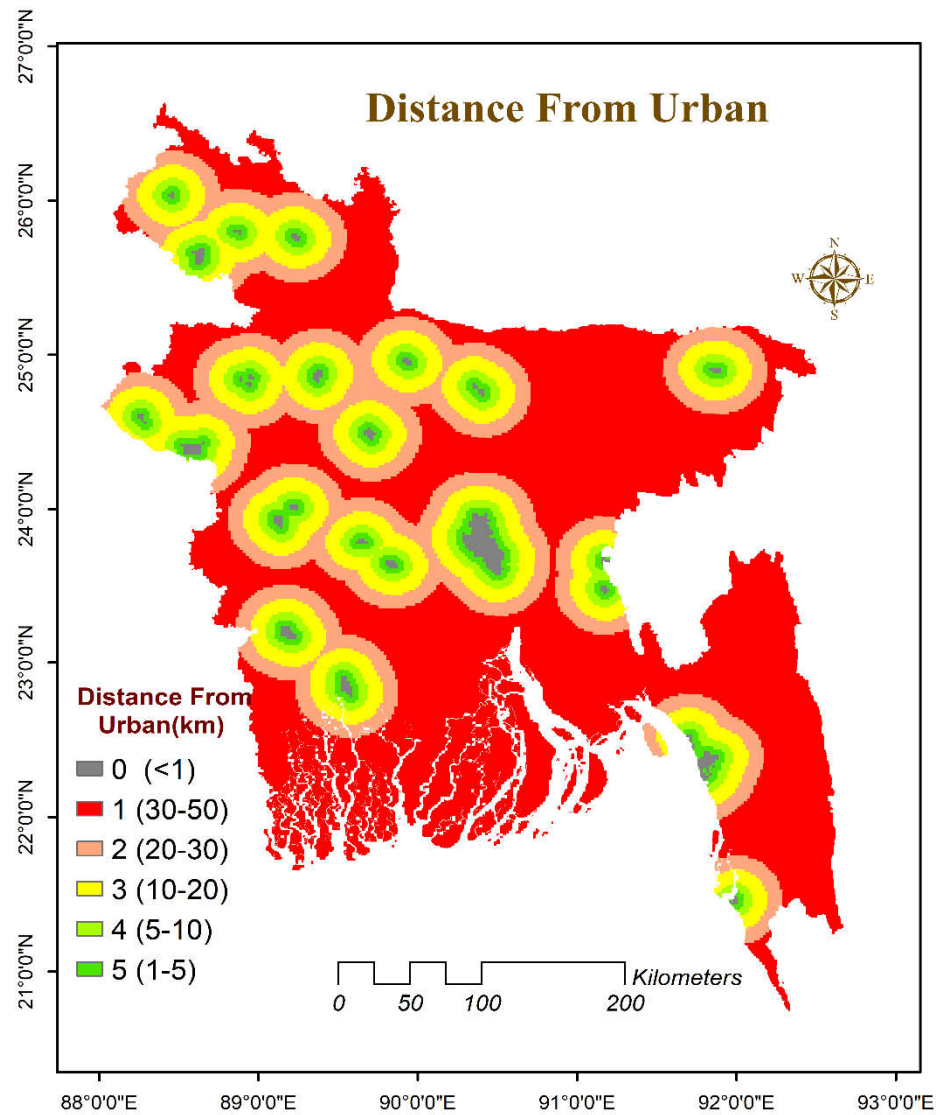 Distance From Urban
27°0'0"N
26°0'0"N
25°0'0"N
24°0'0"N
23°0'0"N
22°0'0"N
21°0'0"N
N
W E
S
Distance From
Urban(km)
0 (<1)
1 (30-50)
2 (20-30)
3 (10-20)
4 (5-10)
5 (1-5)
Kilometers
0 50 100 200
88°0'0"E 89°0'0"E 90°0'0"E 91°0'0"E 92°0'0"E 93°0'0"E